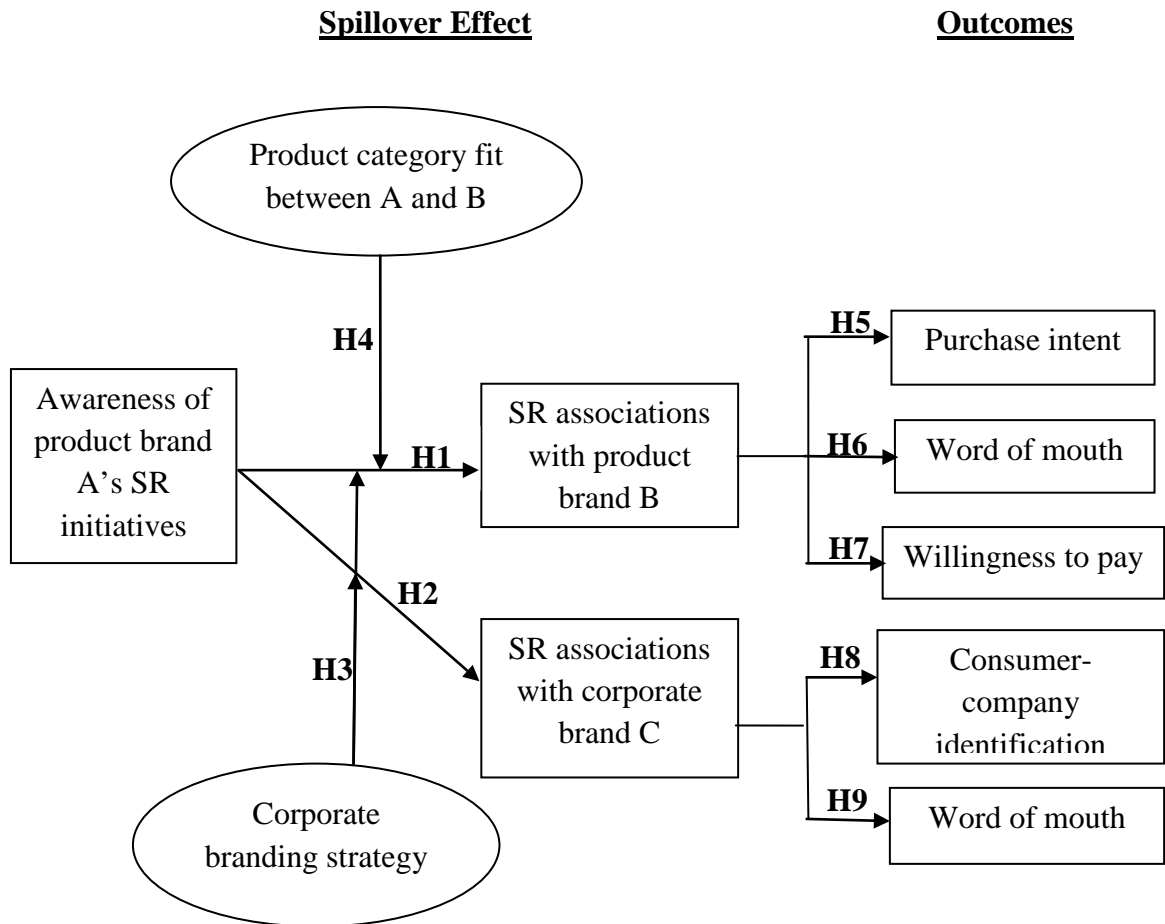 Spillover Effect
Outcomes
Product category fit
between A and B
H4
Awareness of
product brand
A’s SR
initiatives
H1
SR associations
with product
brand B
H5
Purchase intent
H6
Word of mouth
H7
Willingness to pay
H2
H3
SR associations
with corporate
brand C
H8
Consumer-
company
identification
H9
Word of mouth
Corporate
branding strategy